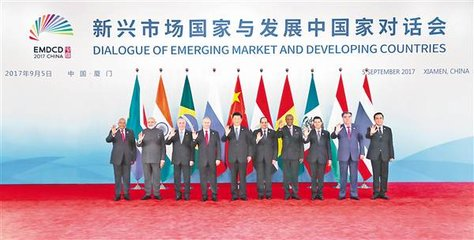 新兴市场国家与发展中国家对话会
DIALOGUE OF EMERGING MARKET AND DEVELOPING COUNTRIES
EMDCD
2017 CHINA
2017年9月5日 中国·厦门
5 SEPTEMBER 2017 XIAMEN, CHINA